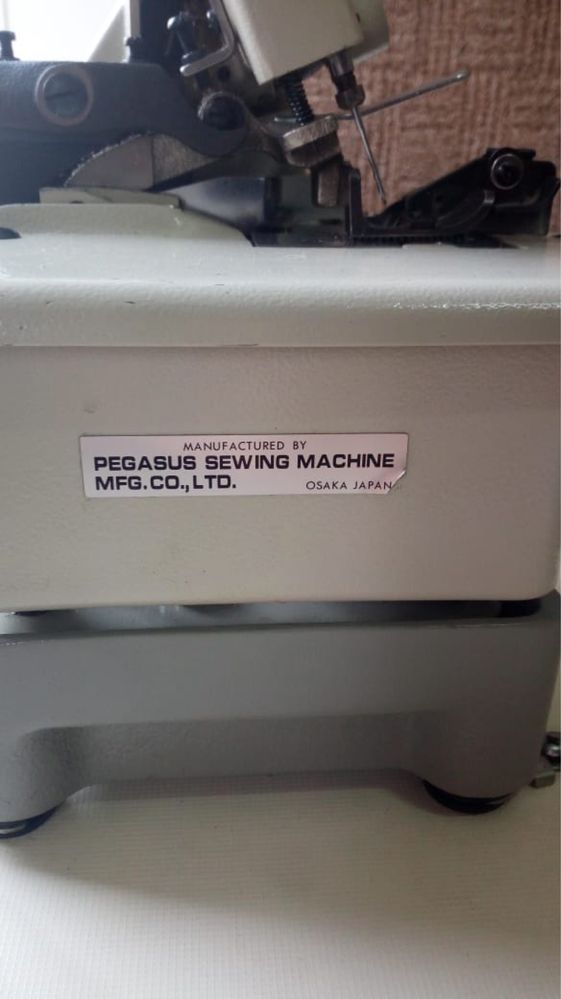 MANUFACTURED BY
PEGASUS SEWING MACHINE
MFG.CO.,LTD.
OSAKA JAPAN